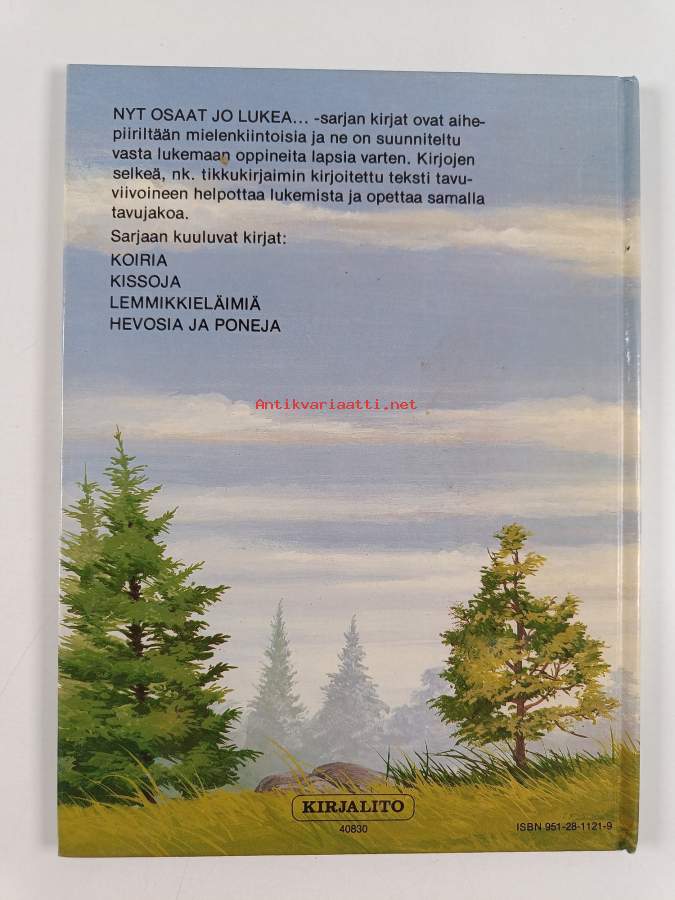 NYT OSAAT JO LUKEA... -sarjan kirjat ovat aihe-
piiriltään mielenkiintoisia ja ne on suunniteltu
vasta lukemaan oppineita lapsia varten. Kirjojen
selkeä, nk. tikkukirjaimin kirjoitettu teksti tavu-
viivoineen helpottaa lukemista ja opettaa samalla
tavujakoa.
Sarjaan kuuluvat kirjat:
KOIRIA
KISSOJA
LEMMIKKIELÄIMIÄ
HEVOSIA JA PONEJA
Antikvariaatti.net
KIRJALITO
40830
ISBN 951-28-1121-9